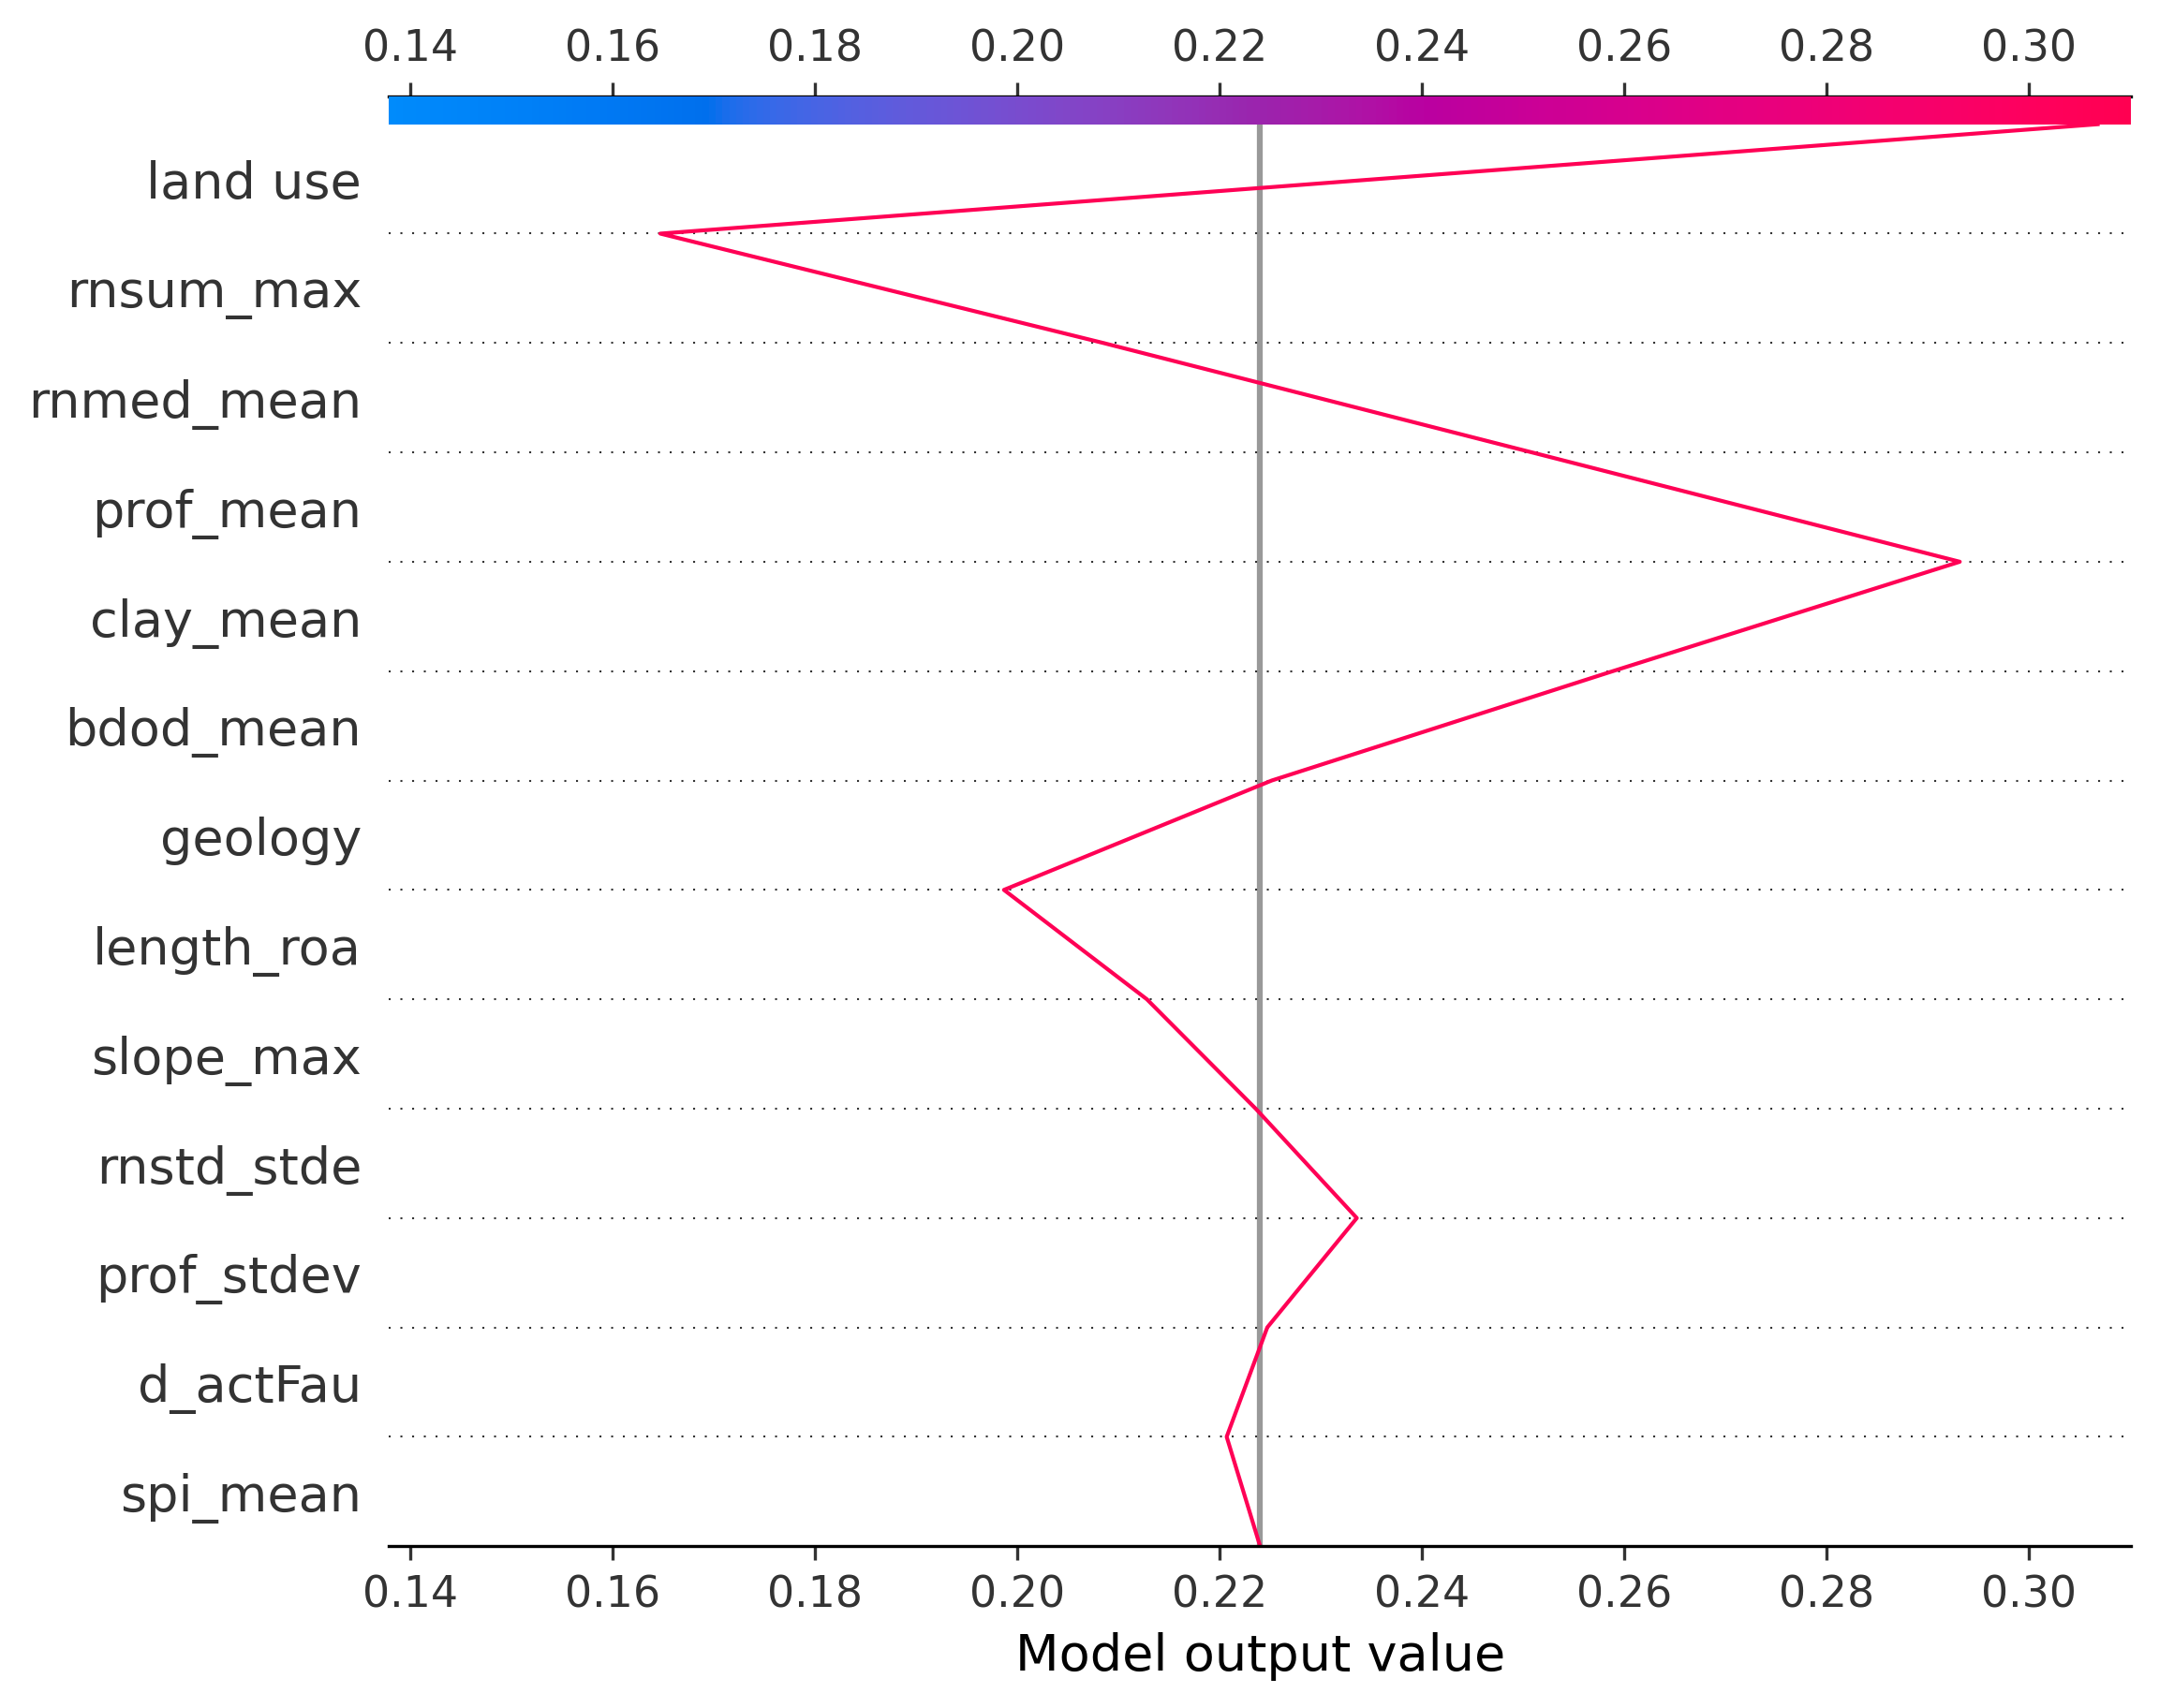 0.14 0.16 0.18 0.20 0.22 0.24 0.26 0.28 0.30
land use
rnsum_max
rnmed_mean
prof_mean
clay_mean
bdod_mean
geology
length_roa
slope_max
rnstd_stde
prof_stdev
d_actFau
spi_mean
0.14 0.16 0.18 0.20 0.22 0.24 0.26 0.28 0.30
Model output value